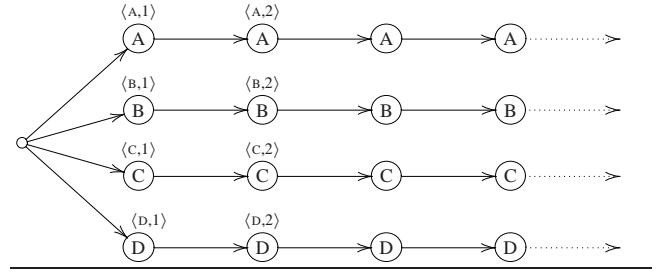 ⟨A,1⟩ ⟨A,2⟩
A A A A
⟨B,1⟩ ⟨B,2⟩
B B B B
⟨C,1⟩ ⟨C,2⟩
C C C C
⟨D,1⟩ ⟨D,2⟩
D D D D